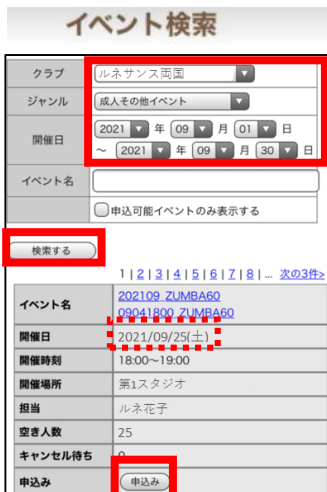 イベント検索
クラブ ルネサンス両国
ジャンル 成人その他イベント
開催日 2021 年 09 月 01 日
～ 2021 年 09 月 30 日
イベント名
申込可能イベントのみ表示する
検索する
1 | 2 | 3 | 4 | 5 | 6 | 7 | 8 | ... 次の3件>
イベント名 202109 ZUMBA60
09041800 ZUMBA60
開催日 2021/09/25(土)
開催時刻 18:00～19:00
開催場所 第1スタジオ
担当 ルネ花子
空き人数 25
キャンセル待ち 0
申込み 申込み